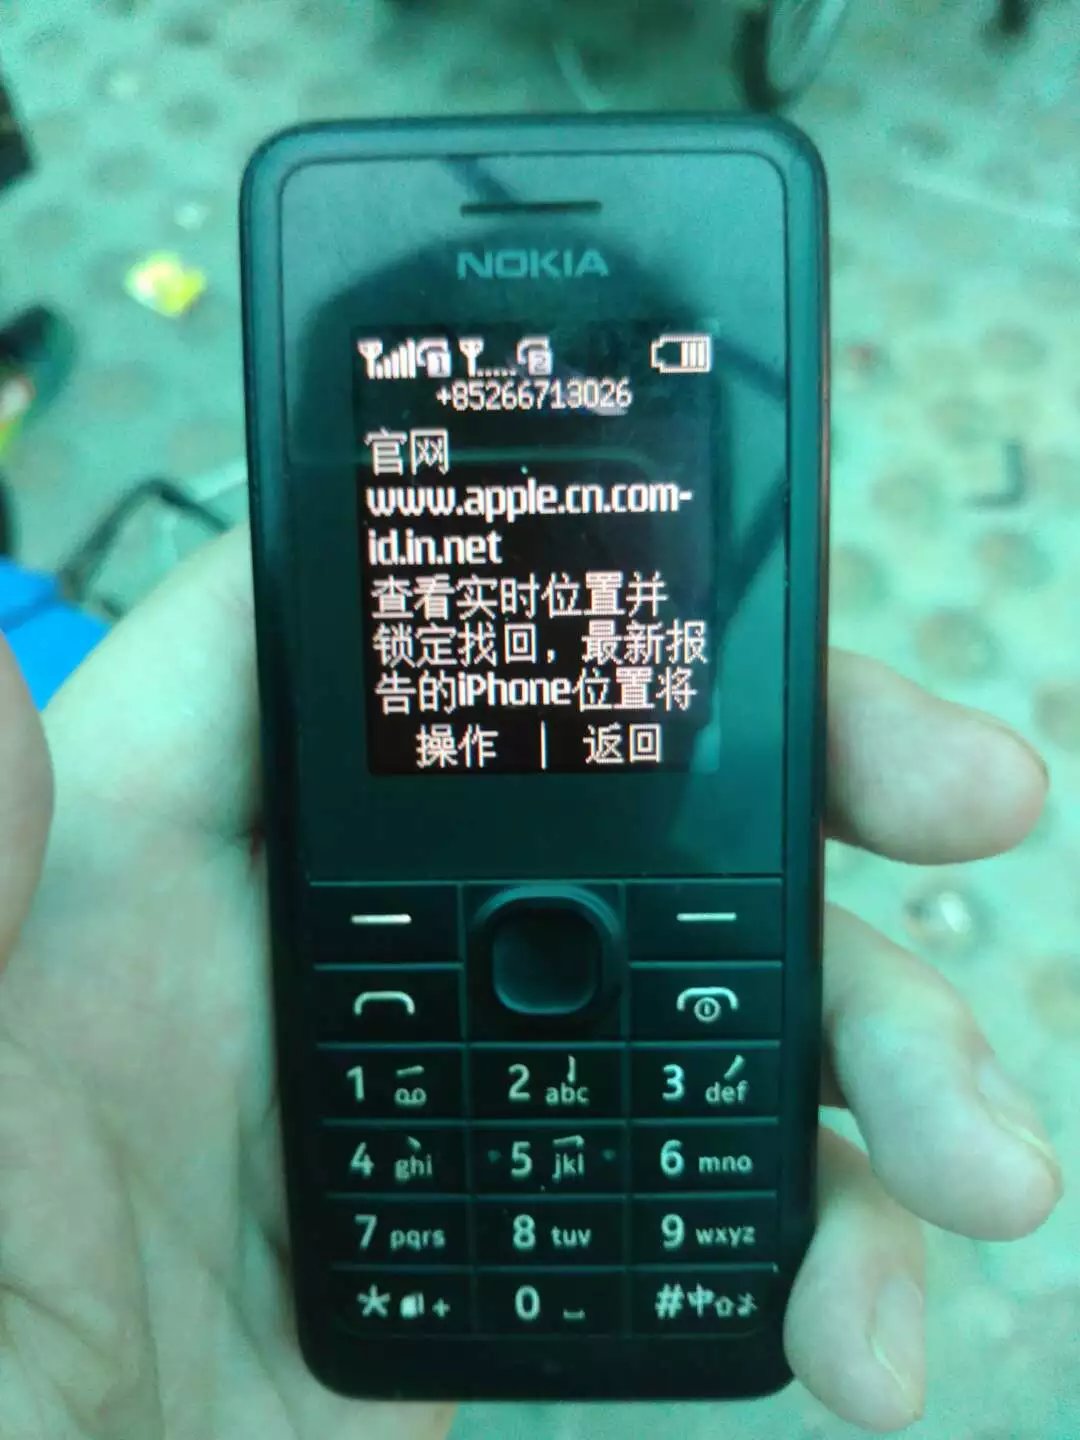 NOKIA
1 2
+85266713026
官网
www.apple.cn.com-
id.in.net
查看实时位置并
锁定找回，最新报
告的iPhone位置将
操作 | 返回
1 2 abc 3 def
4 ghi 5 jkl 6 mno
7 pqrs 8 tuv 9 wxyz
* + 0 #中